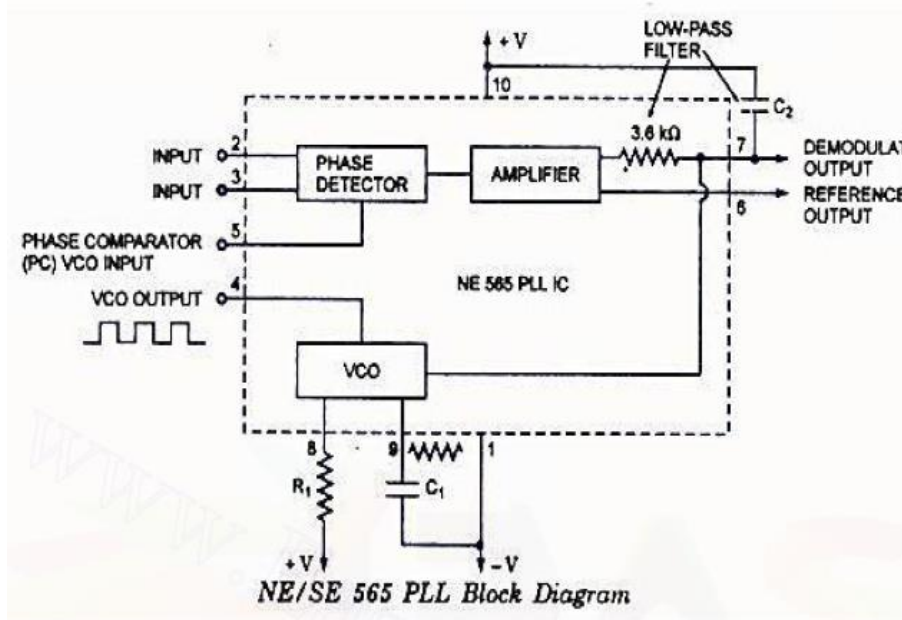 +V
LOW-PASS
FILTER
10
C2
3.6 kΩ
2
7
INPUT
PHASE
DETECTOR
AMPLIFIER
DEMODULAT
OUTPUT
INPUT
3
6
REFERENCE
OUTPUT
5
PHASE COMPARATOR
(PC) VCO INPUT
NE 565 PLL IC
4
VCO OUTPUT
VCO
8
9
1
R1
C1
+V
-V
NE/SE 565 PLL Block Diagram